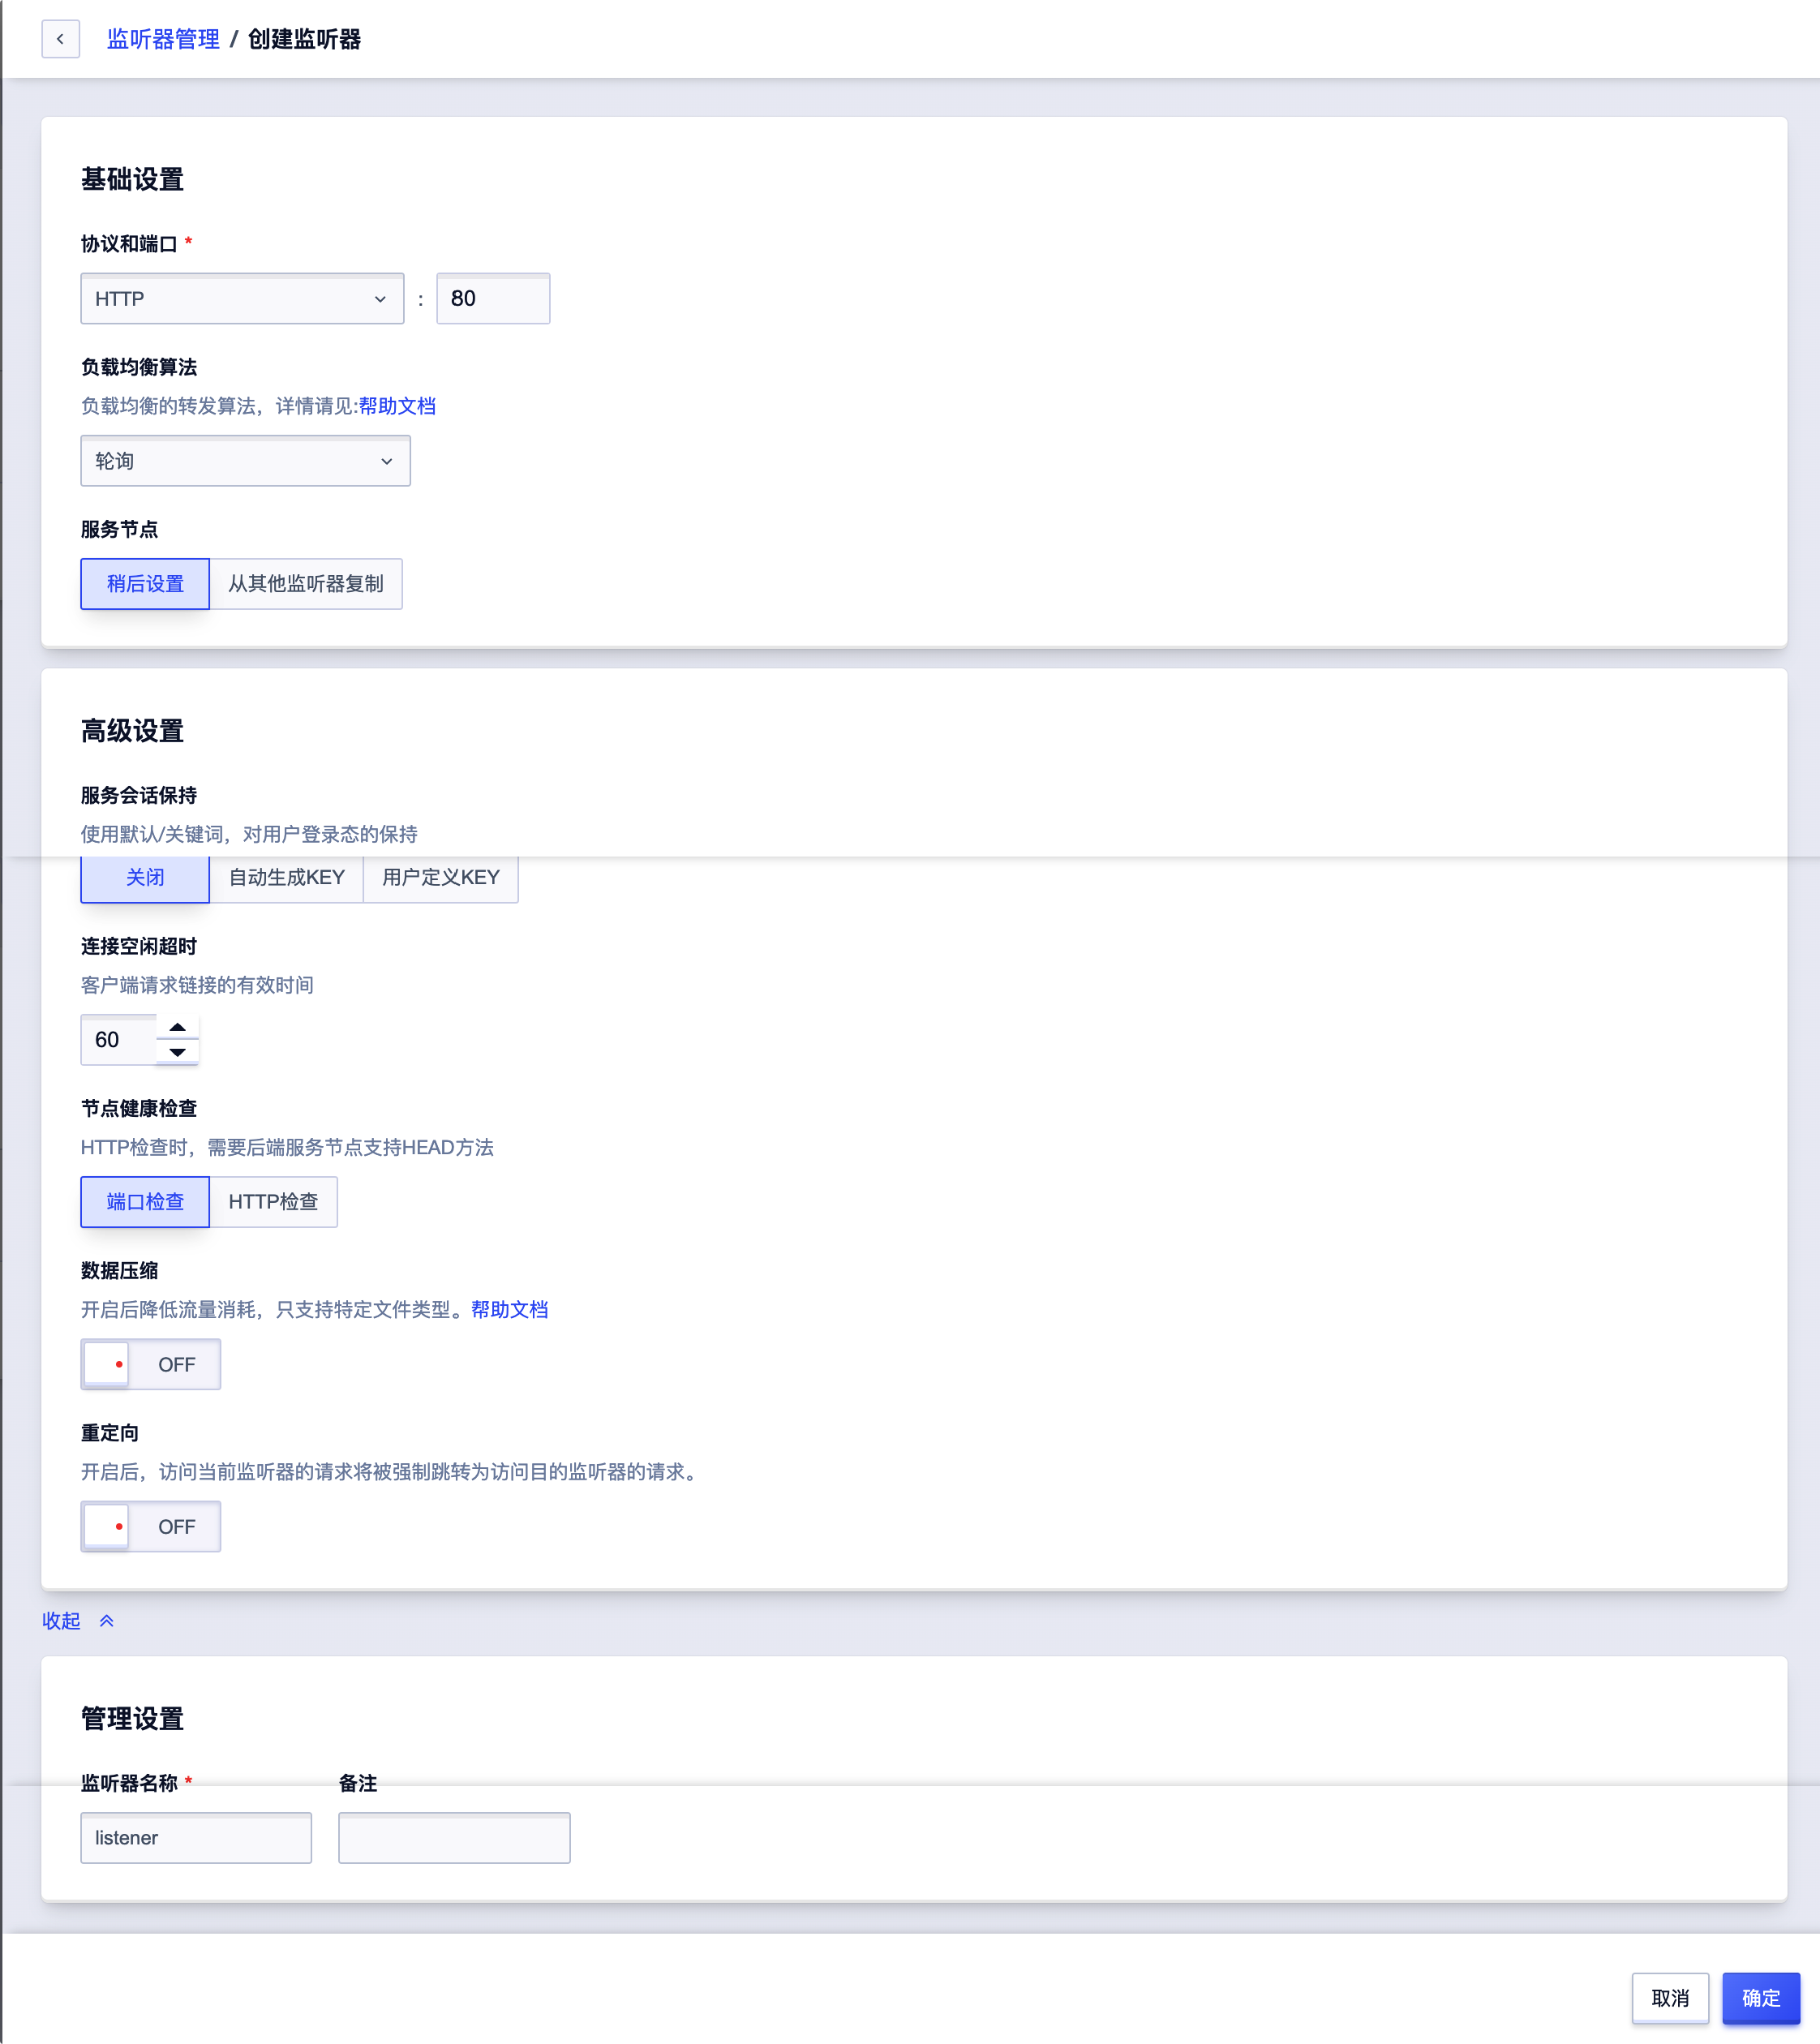 监听器管理 / 创建监听器
基础设置
协议和端口 *
HTTP : 80
负载均衡算法
负载均衡的转发算法，详情请见:帮助文档
轮询
服务节点
稍后设置 从其他监听器复制
高级设置
服务会话保持
使用默认/关键词，对用户登录态的保持
关闭 自动生成KEY 用户定义KEY
连接空闲超时
客户端请求链接的有效时间
60
节点健康检查
HTTP检查时，需要后端服务节点支持HEAD方法
端口检查 HTTP检查
数据压缩
开启后降低流量消耗，只支持特定文件类型。帮助文档
OFF
重定向
开启后，访问当前监听器的请求将被强制跳转为访问目的监听器的请求。
OFF
收起
管理设置
监听器名称 * 备注
listener
取消 确定